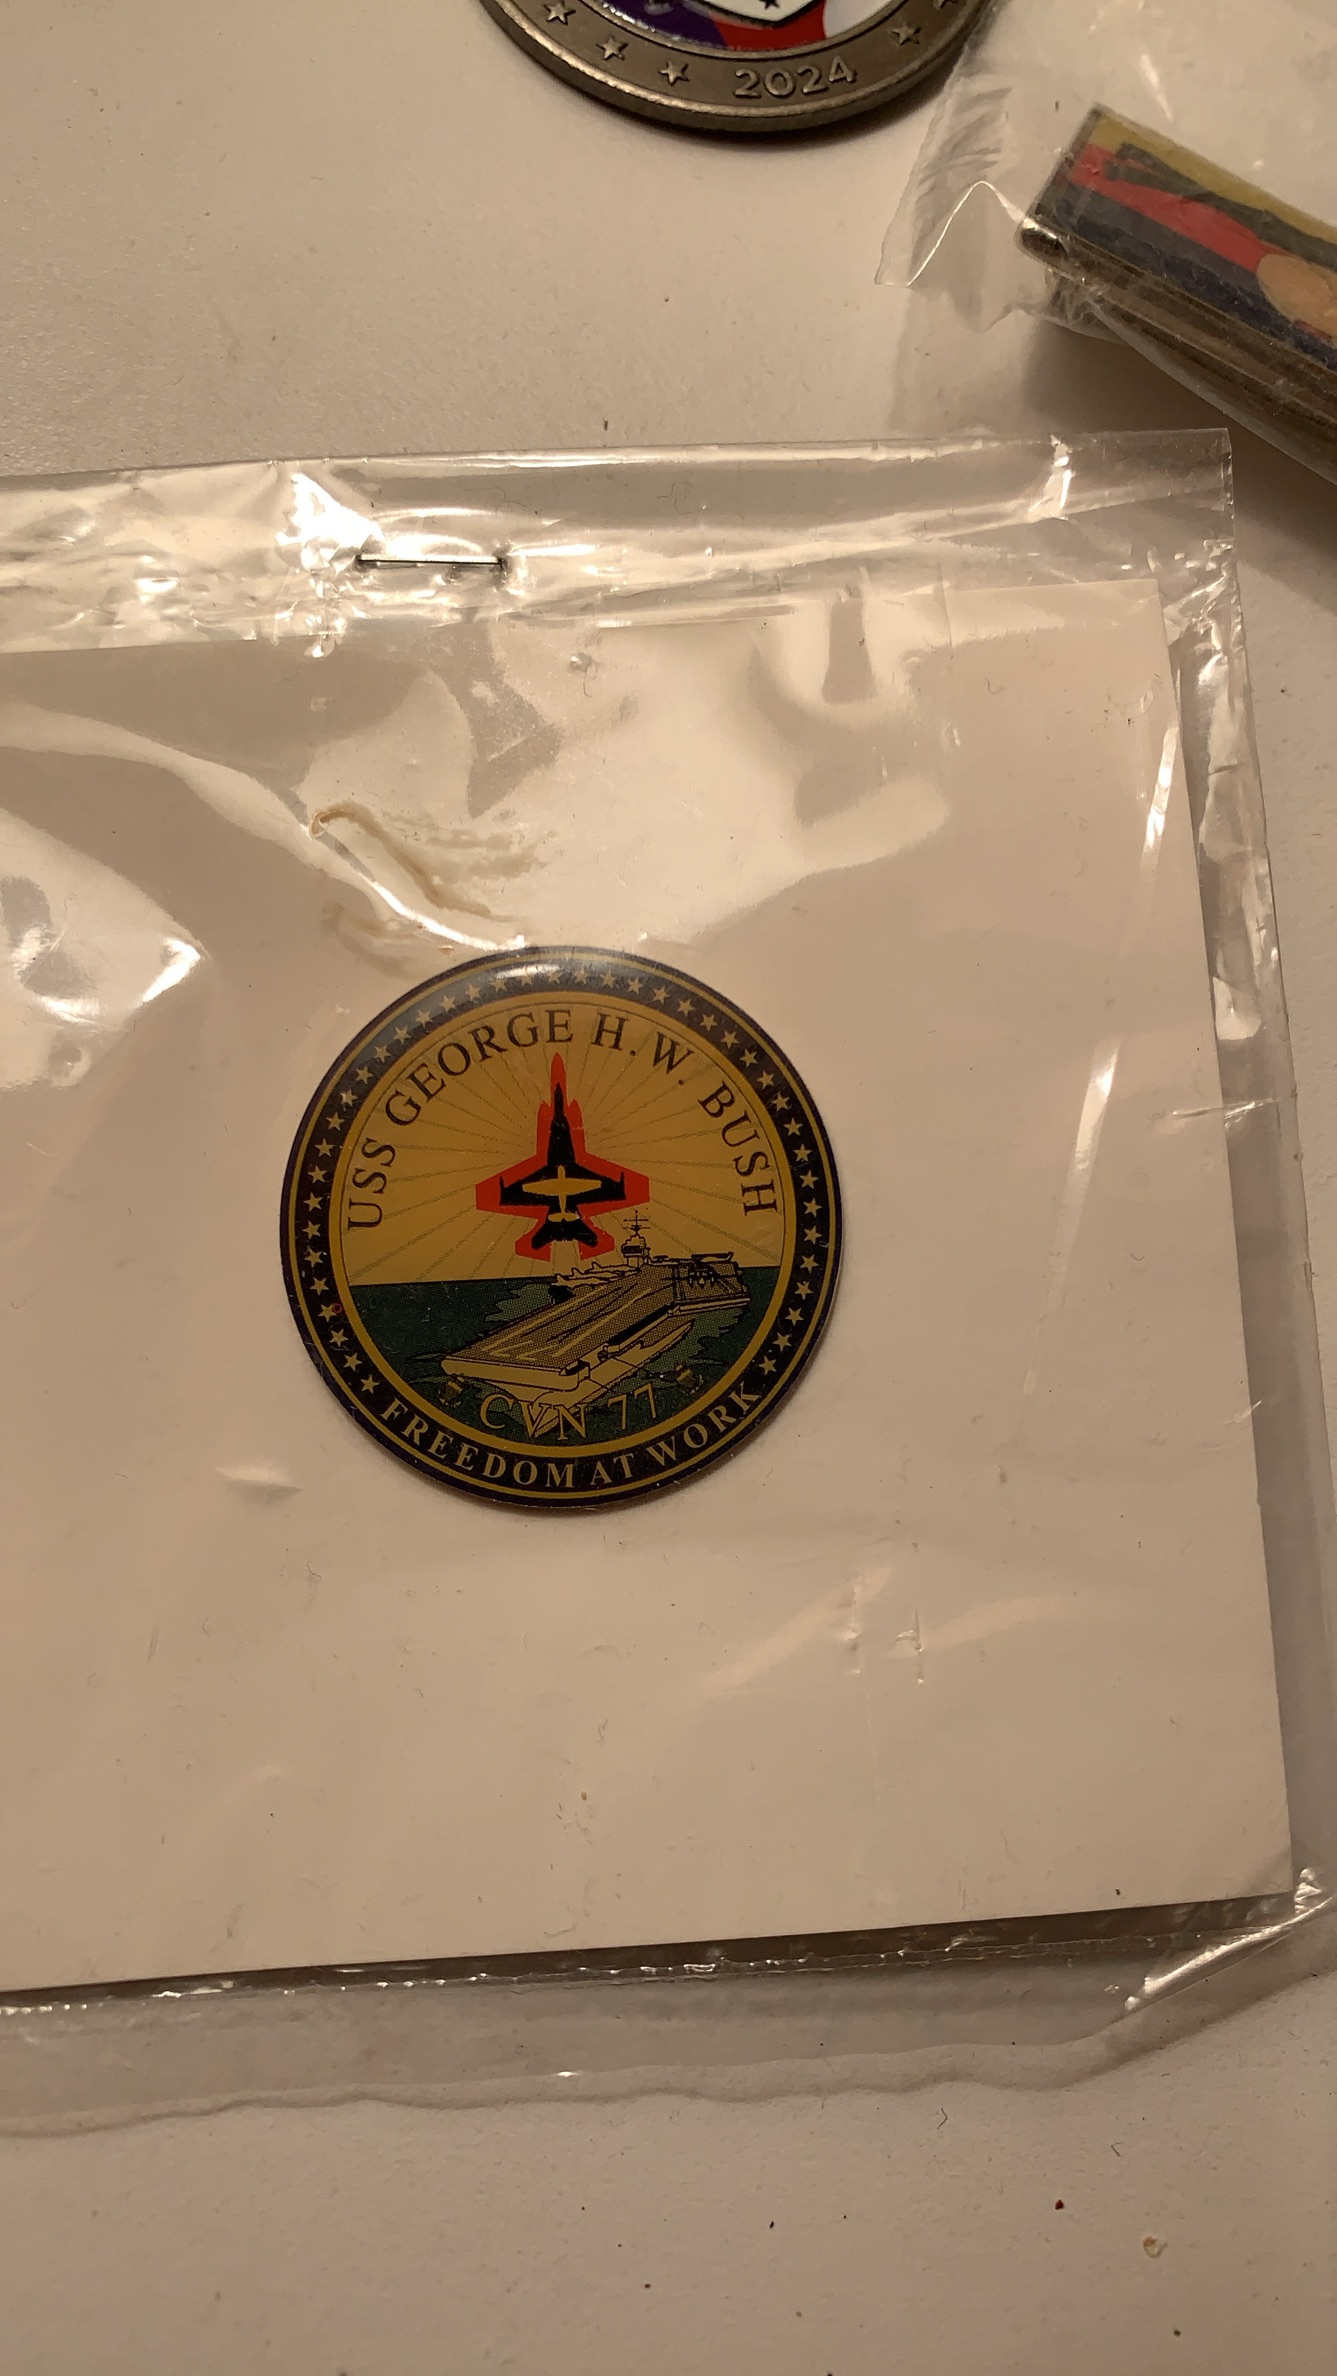 2024
USS GEORGE H. W. BUSH
CVN 77
FREEDOM AT WORK